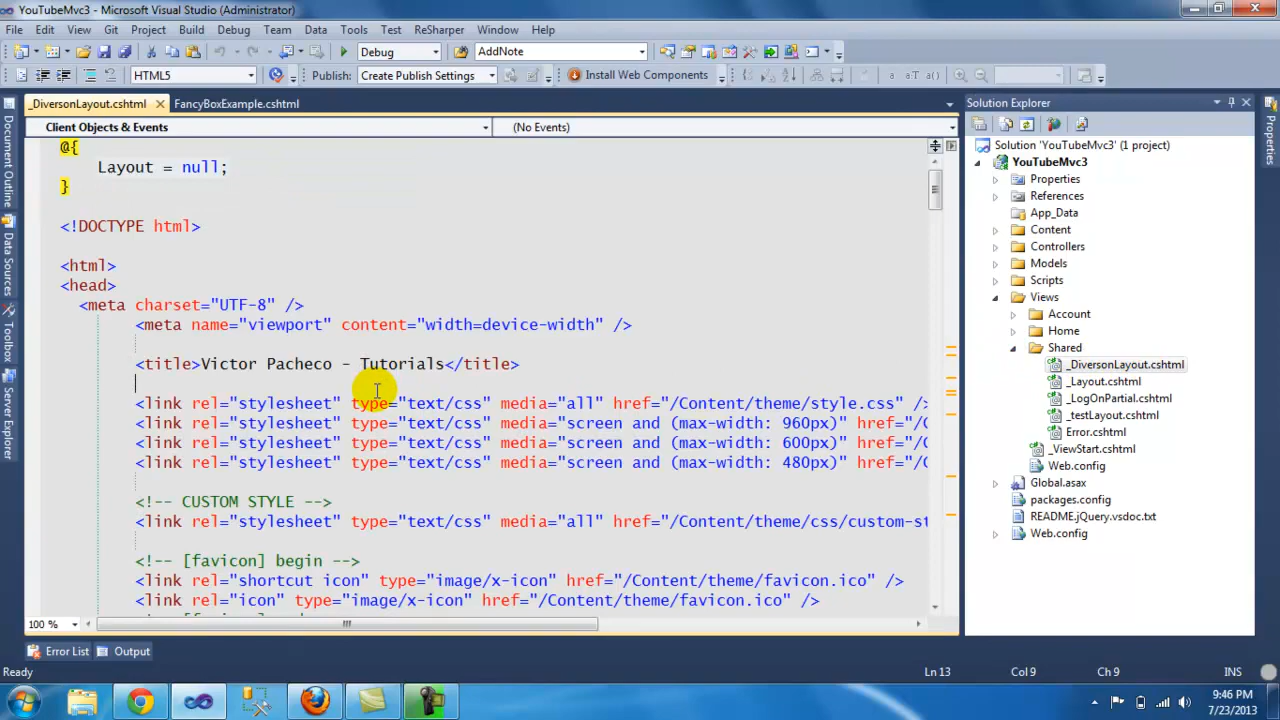 YouTubeMvc3 - Microsoft Visual Studio (Administrator)
File Edit View Git Project Build Debug Team Data Tools Test ReSharper Window Help
Debug AddNote
HTML5 Publish: Create Publish Settings Install Web Components
_DiversonLayout.cshtml FancyBoxExample.cshtml
Client Objects & Events (No Events)
@{
Layout = null;
}
<!DOCTYPE html>
<html>
<head>
<meta charset="UTF-8" />
<meta name="viewport" content="width=device-width" />
<title>Victor Pacheco - Tutorials</title>
<link rel="stylesheet" type="text/css" media="all" href="/Content/theme/style.css" />
<link rel="stylesheet" type="text/css" media="screen and (max-width: 960px)" href="/C
<link rel="stylesheet" type="text/css" media="screen and (max-width: 600px)" href="/C
<link rel="stylesheet" type="text/css" media="screen and (max-width: 480px)" href="/C
<!-- CUSTOM STYLE -->
<link rel="stylesheet" type="text/css" media="all" href="/Content/theme/css/custom-st
<!-- [favicon] begin -->
<link rel="shortcut icon" type="image/x-icon" href="/Content/theme/favicon.ico" />
<link rel="icon" type="image/x-icon" href="/Content/theme/favicon.ico" />
100 %
Document Outline
Data Sources
Toolbox
Server Explorer
Solution Explorer
Solution 'YouTubeMvc3' (1 project)
YouTubeMvc3
Properties
References
App_Data
Content
Controllers
Models
Scripts
Views
Account
Home
Shared
_DiversonLayout.cshtml
_Layout.cshtml
_LogOnPartial.cshtml
_testLayout.cshtml
Error.cshtml
_ViewStart.cshtml
Web.config
Global.asax
packages.config
README.jQuery.vsdoc.txt
Web.config
Properties
Error List Output
Ready Ln 13 Col 9 Ch 9 INS
9:46 PM
7/23/2013